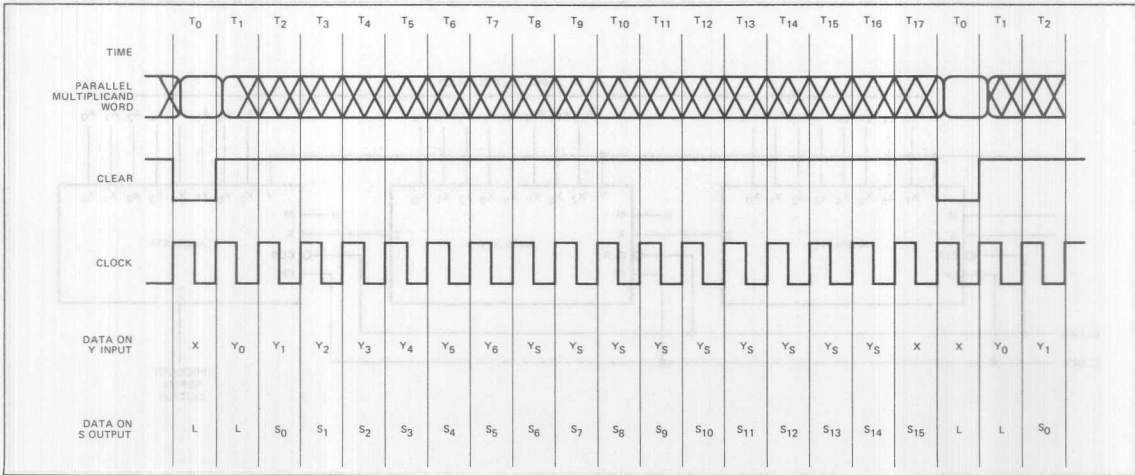 T0 T1 T2 T3 T4 T5 T6 T7 T8 T9 T10 T11 T12 T13 T14 T15 T16 T17 T0 T1 T2
TIME
PARALLEL
MULTIPLICAND
WORD
CLEAR
CLOCK
DATA ON
Y INPUT
X Y0 Y1 Y2 Y3 Y4 Y5 Y6 YS YS YS YS YS YS YS YS YS X X Y0 Y1
DATA ON
S OUTPUT
L L S0 S1 S2 S3 S4 S5 S6 S7 S8 S9 S10 S11 S12 S13 S14 S15 L L S0